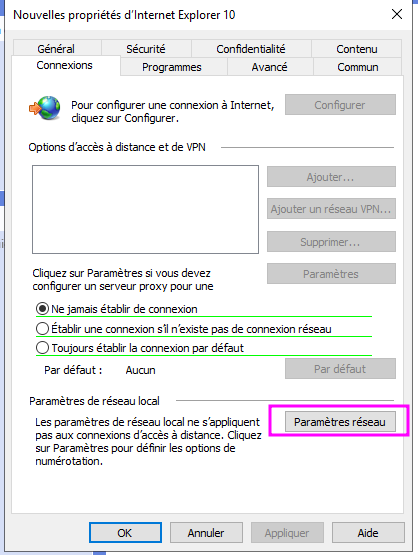 Nouvelles propriétés d'Internet Explorer 10
Général Sécurité Confidentialité Contenu
Connexions Programmes Avancé Commun
Pour configurer une connexion à Internet,
cliquez sur Configurer.
Configurer
Options d'accès à distance et de VPN
Ajouter...
Ajouter un réseau VPN...
Supprimer...
Cliquez sur Paramètres si vous devez
configurer un serveur proxy pour une
Paramètres
Ne jamais établir de connexion
Établir une connexion s'il n'existe pas de connexion réseau
Toujours établir la connexion par défaut
Par défaut : Aucun Par défaut
Paramètres de réseau local
Les paramètres de réseau local ne s'appliquent
pas aux connexions d'accès à distance. Cliquez
sur Paramètres pour définir les options de
numérotation.
Paramètres réseau
OK Annuler Appliquer Aide